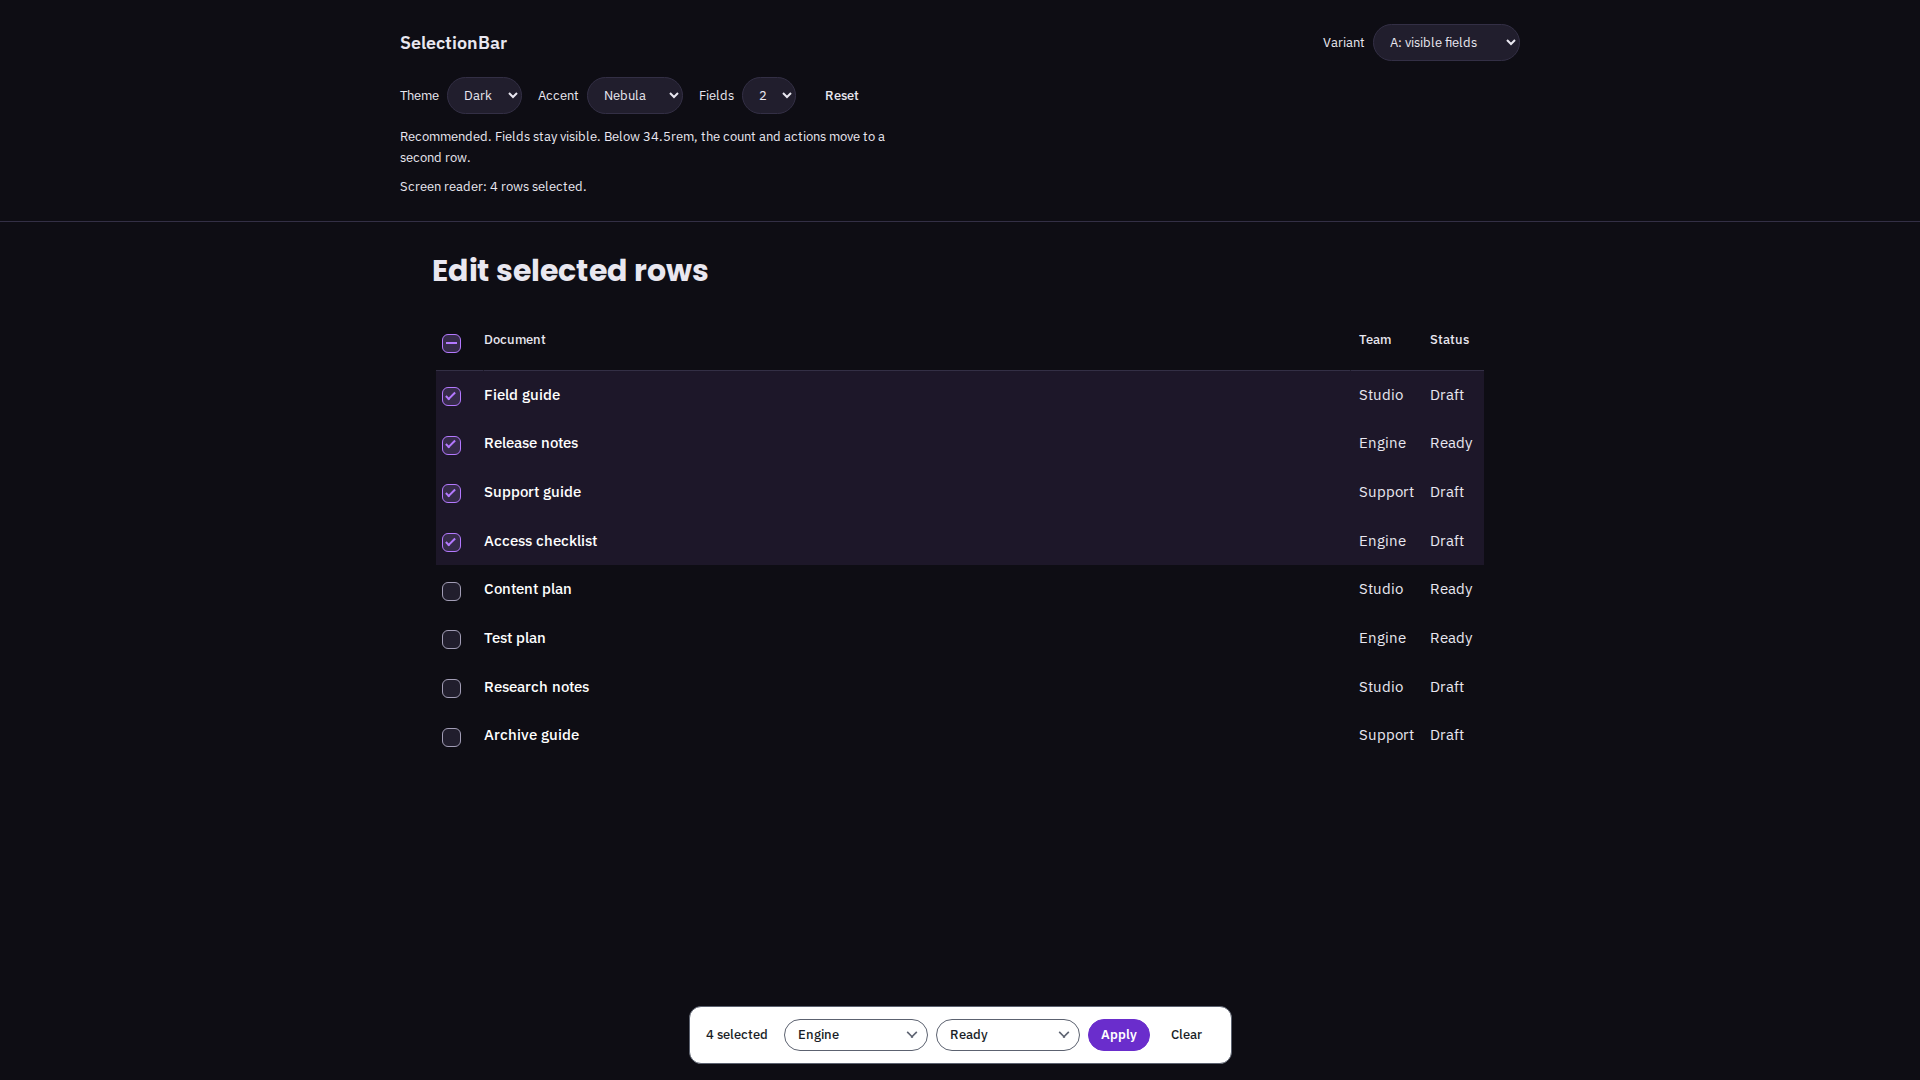 SelectionBar
Variant A: visible fields
Theme Dark Accent Nebula Fields 2 Reset
Recommended. Fields stay visible. Below 34.5rem, the count and actions move to a
second row.
Screen reader: 4 rows selected.
Edit selected rows
Document Team Status
Field guide Studio Draft
Release notes Engine Ready
Support guide Support Draft
Access checklist Engine Draft
Content plan Studio Ready
Test plan Engine Ready
Research notes Studio Draft
Archive guide Support Draft
4 selected Engine Ready Apply Clear